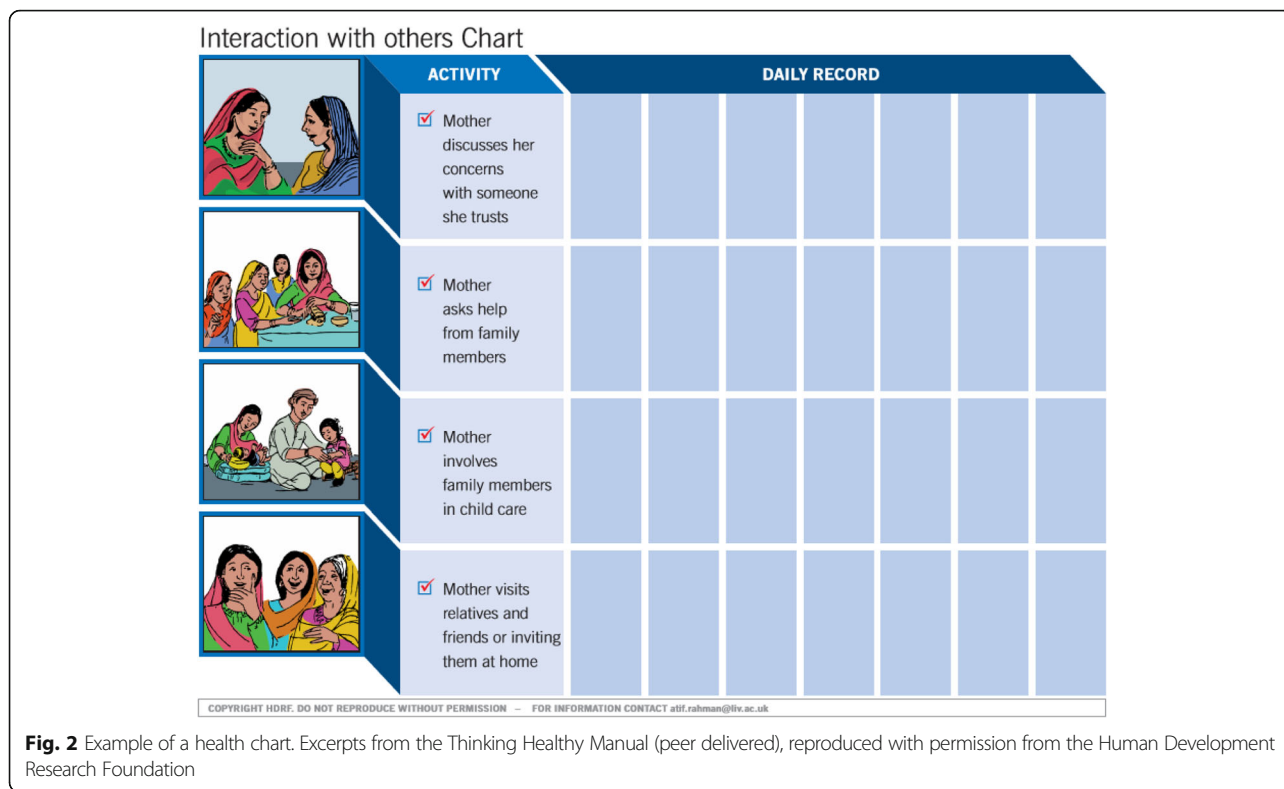 Interaction with others Chart
ACTIVITY
DAILY RECORD
Mother
discusses her
concerns
with someone
she trusts
Mother
asks help
from family
members
Mother
involves
family members
in child care
Mother visits
relatives and
friends or inviting
them at home
COPYRIGHT HDRF. DO NOT REPRODUCE WITHOUT PERMISSION – FOR INFORMATION CONTACT atif.rahman@liv.ac.uk
Fig. 2 Example of a health chart. Excerpts from the Thinking Healthy Manual (peer delivered), reproduced with permission from the Human Development
Research Foundation